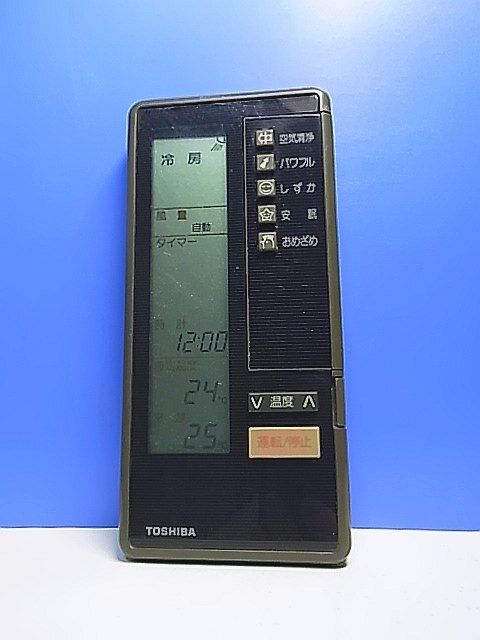 冷房
風量
自動
タイマー
時計
12:00
24℃
25℃
空気清浄
パワフル
しずか
安眠
おめざめ
∨ 温度 ∧
運転/停止
TOSHIBA